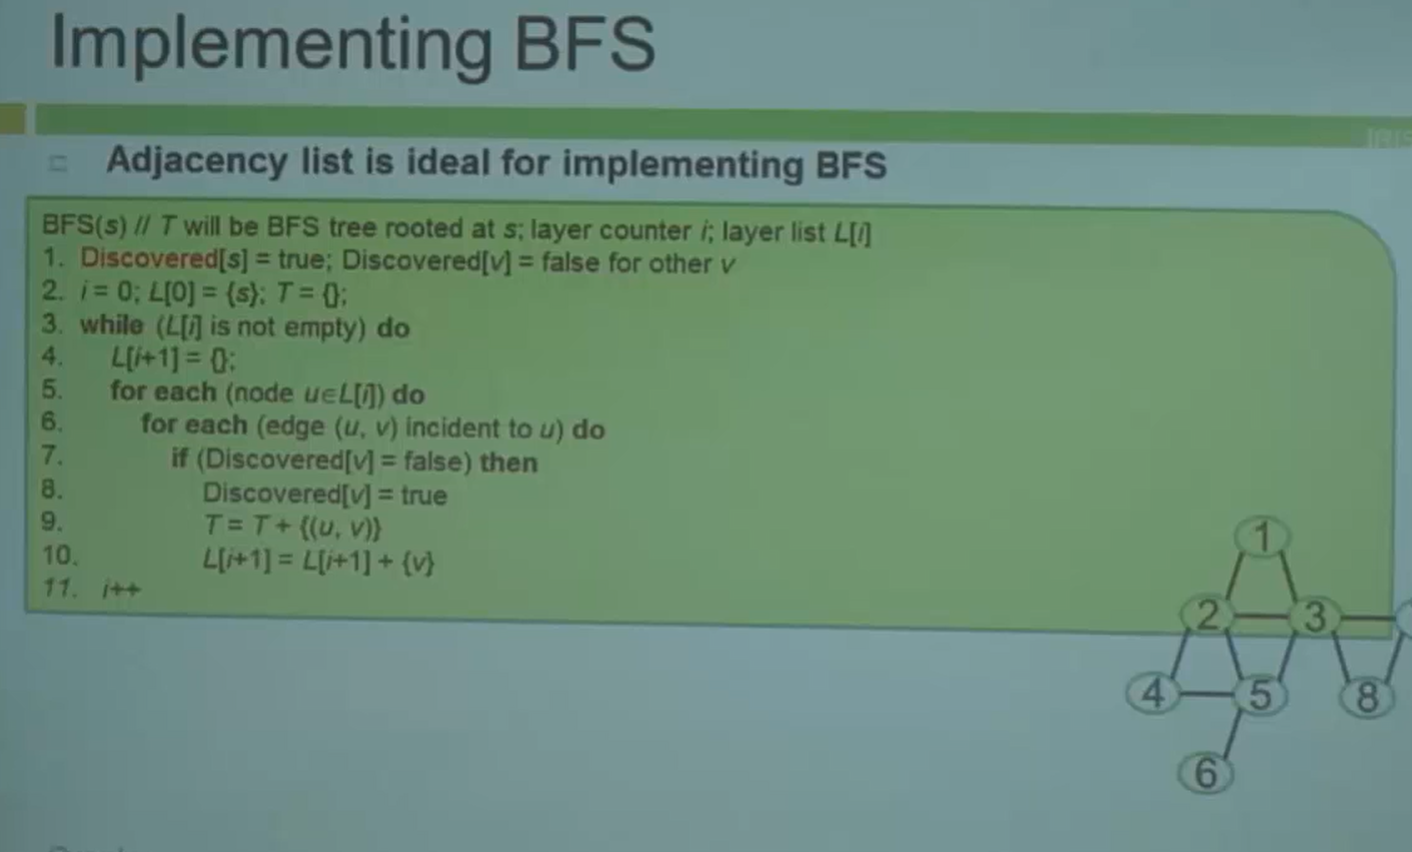 Implementing BFS
Adjacency list is ideal for implementing BFS
BFS(s) // T will be BFS tree rooted at s; layer counter i; layer list L[i]
1. Discovered[s] = true; Discovered[v] = false for other v
2. i = 0; L[0] = {s}; T = {};
3. while (L[i] is not empty) do
4. L[i+1] = {};
5. for each (node u∈L[i]) do
6. for each (edge (u, v) incident to u) do
7. if (Discovered[v] = false) then
8. Discovered[v] = true
9. T = T + {(u, v)}
10. L[i+1] = L[i+1] + {v}
11. i++
1
2 3
4 5 8
6